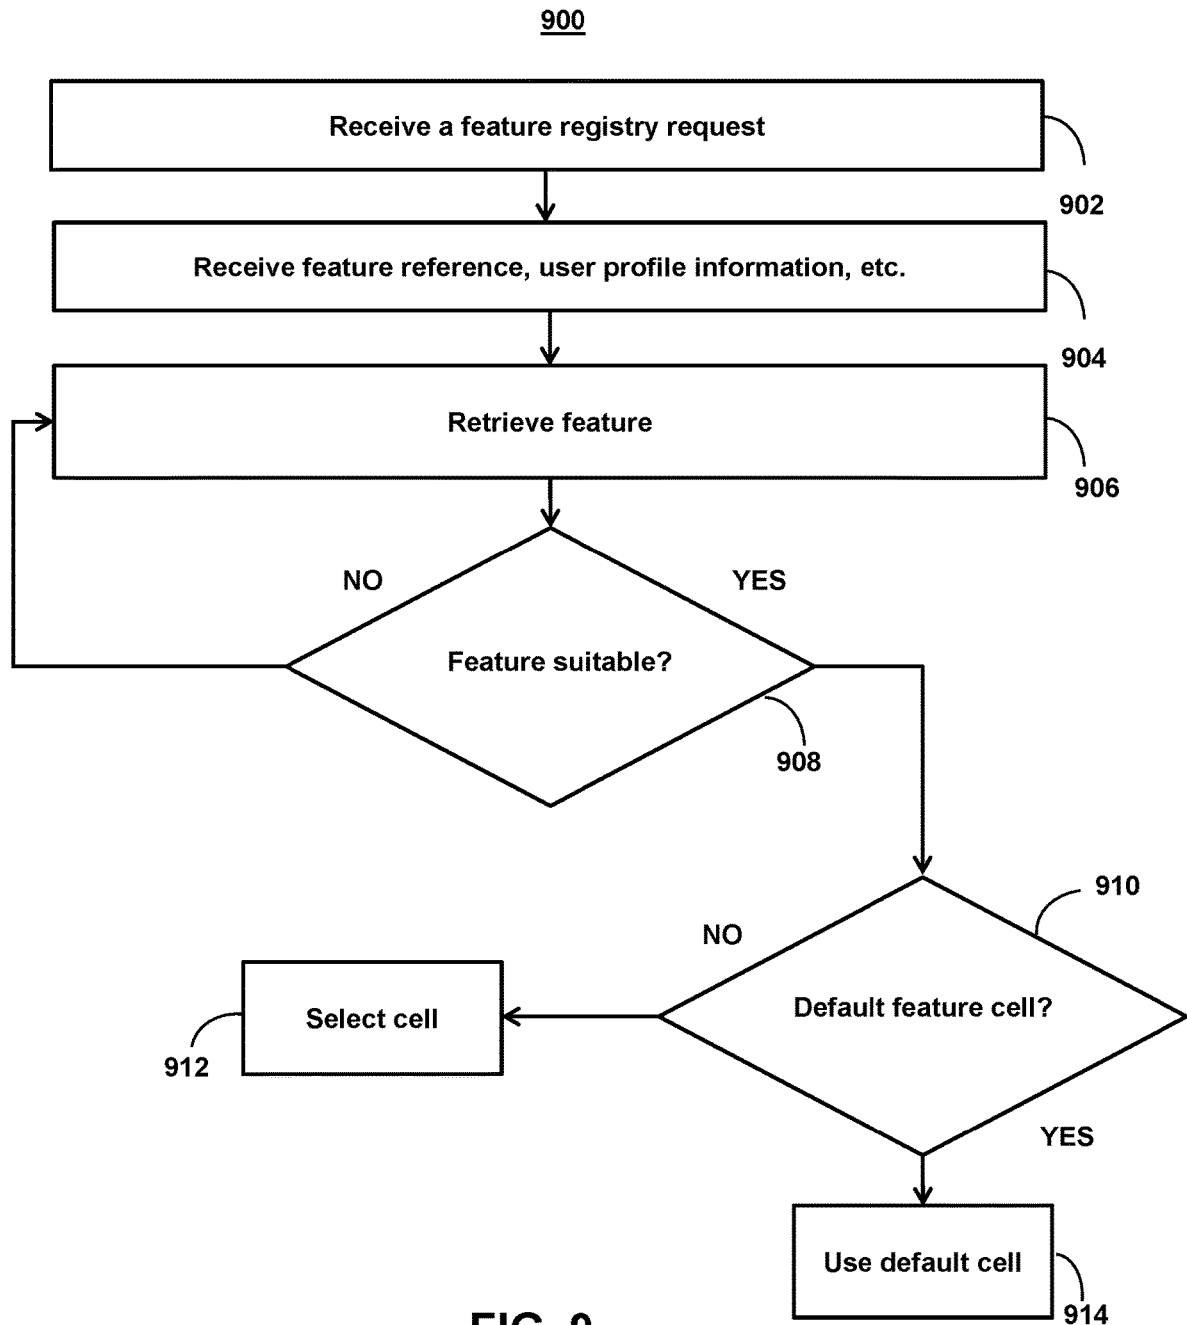 900
Receive a feature registry request
902
Receive feature reference, user profile information, etc.
904
Retrieve feature
906
NO
YES
Feature suitable?
908
910
NO
Default feature cell?
Select cell
912
YES
Use default cell
914
FIG.